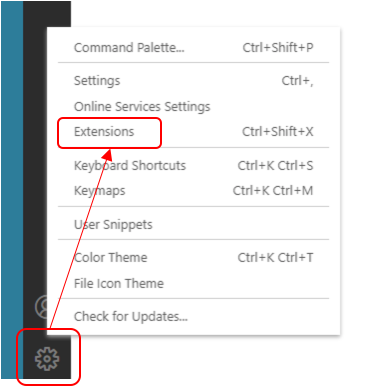 Command Palette... Ctrl+Shift+P
Settings Ctrl+,
Online Services Settings
Extensions Ctrl+Shift+X
Keyboard Shortcuts Ctrl+K Ctrl+S
Keymaps Ctrl+K Ctrl+M
User Snippets
Color Theme Ctrl+K Ctrl+T
File Icon Theme
Check for Updates...